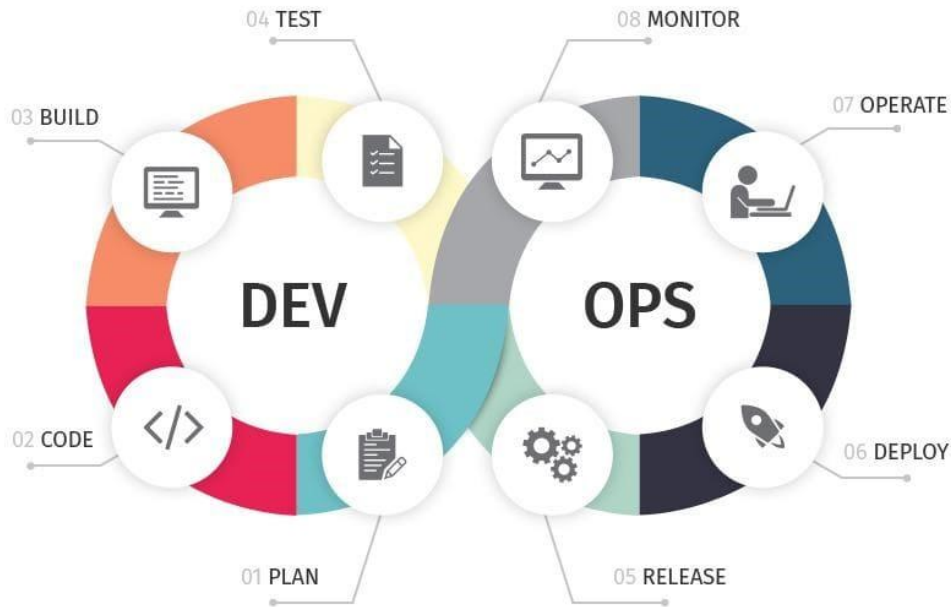 04 TEST
08 MONITOR
03 BUILD
07 OPERATE
DEV
OPS
02 CODE
06 DEPLOY
01 PLAN
05 RELEASE